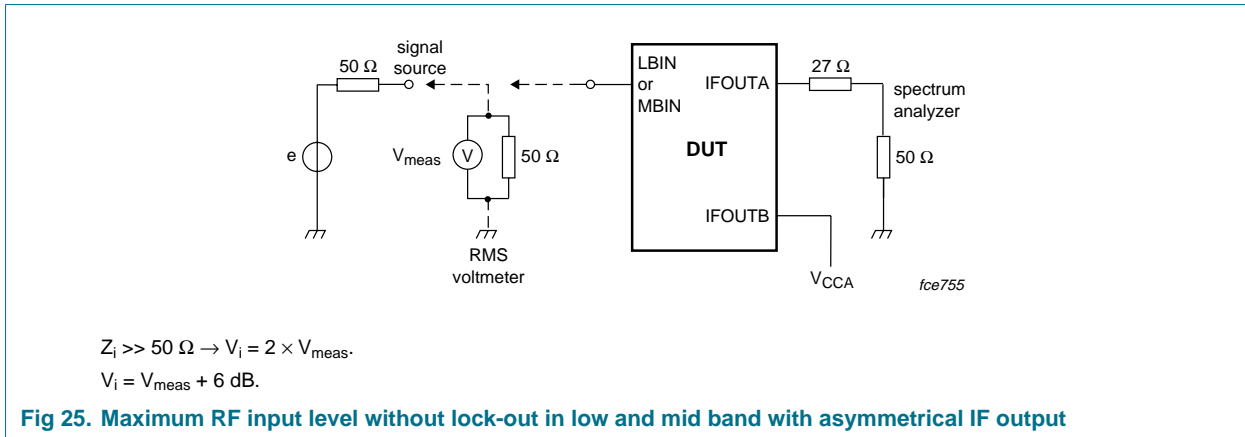 signal
source
50 Ω
e
V
Vmeas
50 Ω
RMS
voltmeter
LBIN
or
MBIN
IFOUTA
DUT
IFOUTB
27 Ω
spectrum
analyzer
50 Ω
VCCA
fce755
Zi >> 50 Ω → Vi = 2 × Vmeas.
Vi = Vmeas + 6 dB.
Fig 25. Maximum RF input level without lock-out in low and mid band with asymmetrical IF output